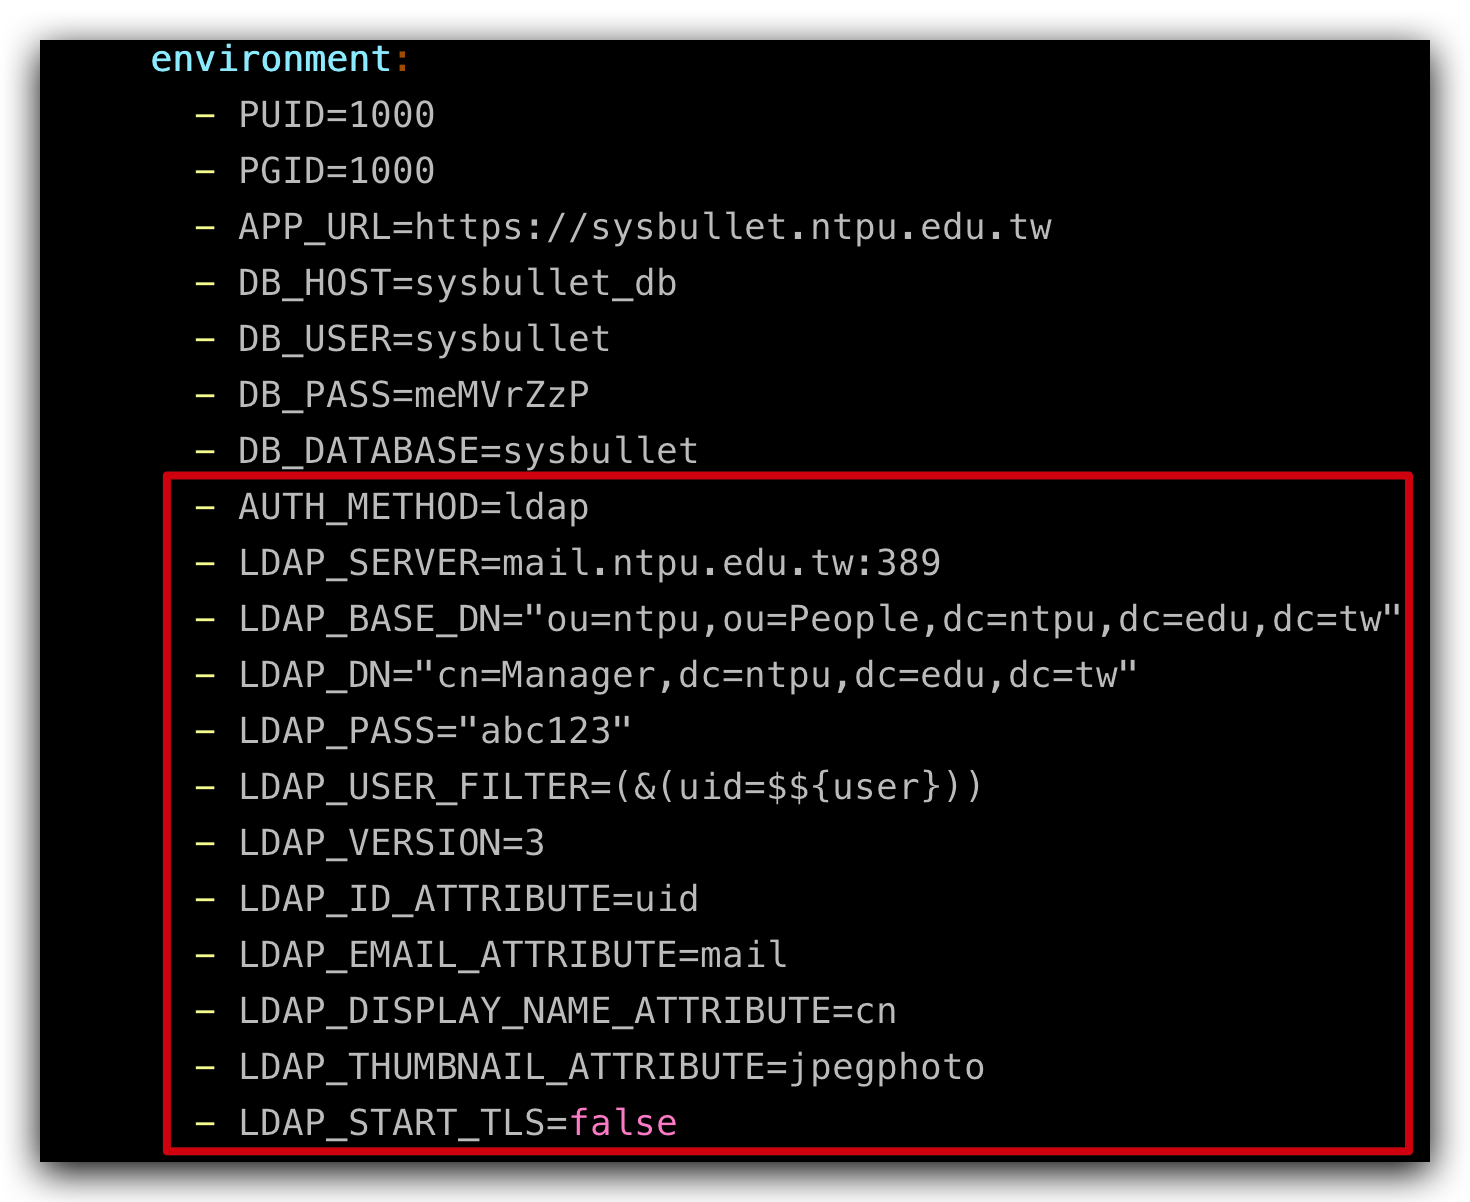 environment:
- PUID=1000
- PGID=1000
- APP_URL=https://sysbullet.ntpu.edu.tw
- DB_HOST=sysbullet_db
- DB_USER=sysbullet
- DB_PASS=meMVrZzP
- DB_DATABASE=sysbullet
- AUTH_METHOD=ldap
- LDAP_SERVER=mail.ntpu.edu.tw:389
- LDAP_BASE_DN="ou=ntpu,ou=People,dc=ntpu,dc=edu,dc=tw"
- LDAP_DN="cn=Manager,dc=ntpu,dc=edu,dc=tw"
- LDAP_PASS="abc123"
- LDAP_USER_FILTER=(&(uid=$${user}))
- LDAP_VERSION=3
- LDAP_ID_ATTRIBUTE=uid
- LDAP_EMAIL_ATTRIBUTE=mail
- LDAP_DISPLAY_NAME_ATTRIBUTE=cn
- LDAP_THUMBNAIL_ATTRIBUTE=jpegphoto
- LDAP_START_TLS=false